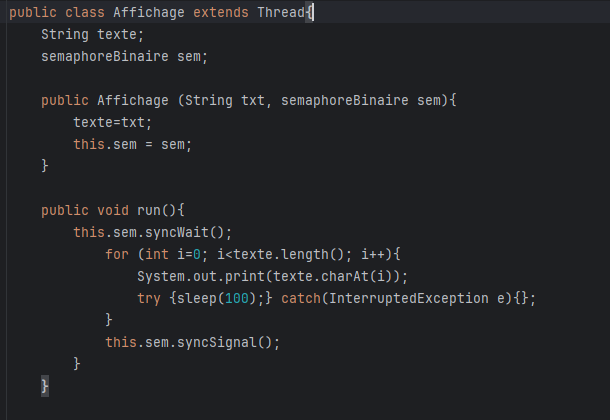 public class Affichage extends Thread{
    String texte;
    semaphoreBinaire sem;

    public Affichage (String txt, semaphoreBinaire sem){
        texte=txt;
        this.sem = sem;
    }

    public void run(){
        this.sem.syncWait();
            for (int i=0; i<texte.length(); i++){
                System.out.print(texte.charAt(i));
                try {sleep(100);} catch(InterruptedException e){};
            }
            this.sem.syncSignal();
        }
    }